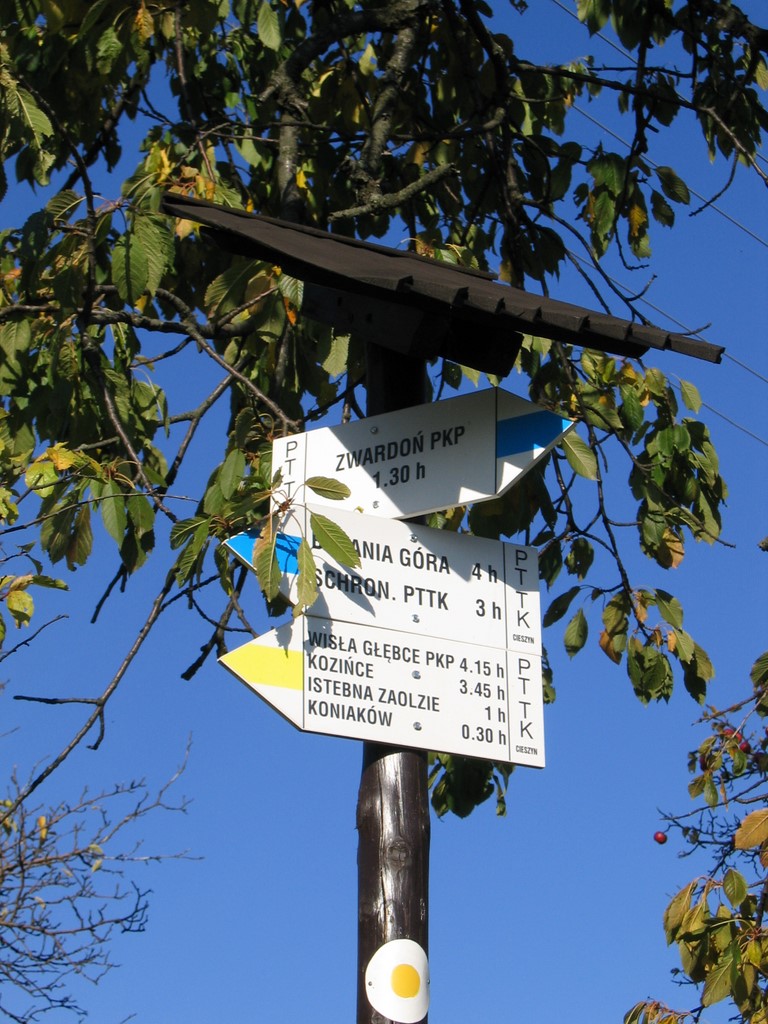 PTTK
ZWARDOŃ PKP
1.30 h
GÓRA 4 h
SCHRON. PTTK 3 h
PTTK
CIESZYN
WISŁA GŁĘBCE PKP 4.15 h
KOZIŃCE 3.45 h
ISTEBNA ZAOLZIE 1 h
KONIAKÓW 0.30 h
PTTK
CIESZYN